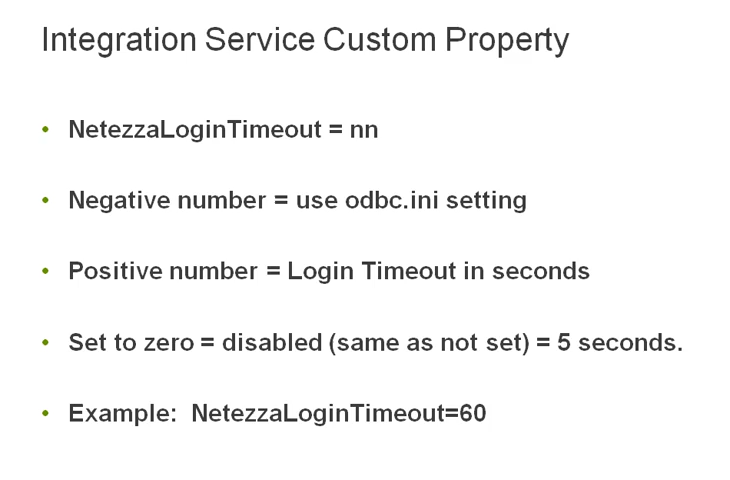 Integration Service Custom Property
• NetezzaLoginTimeout = nn
• Negative number = use odbc.ini setting
• Positive number = Login Timeout in seconds
• Set to zero = disabled (same as not set) = 5 seconds.
• Example:  NetezzaLoginTimeout=60